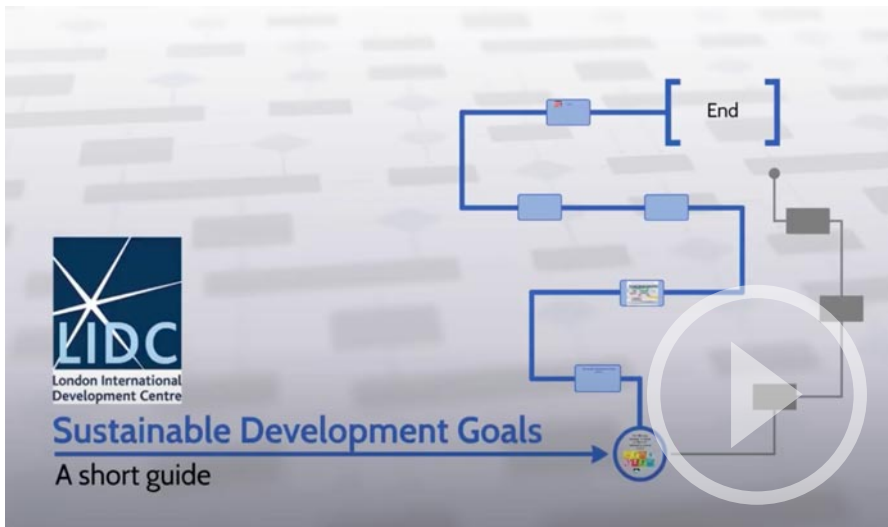 End
LIDC
London International
Development Centre
Sustainable Development Goals
A short guide